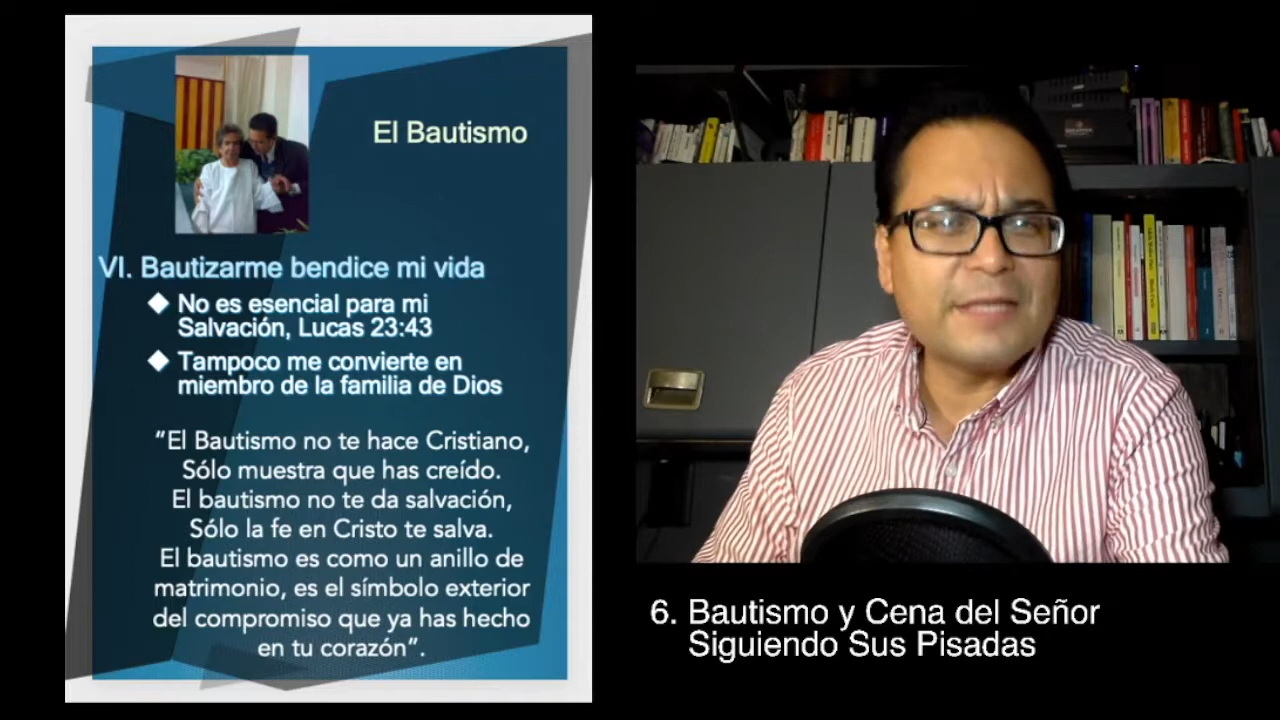 El Bautismo
VI. Bautizarme bendice mi vida
No es esencial para mi
Salvación, Lucas 23:43
Tampoco me convierte en
miembro de la familia de Dios
“El Bautismo no te hace Cristiano,
Sólo muestra que has creído.
El bautismo no te da salvación,
Sólo la fe en Cristo te salva.
El bautismo es como un anillo de
matrimonio, es el símbolo exterior
del compromiso que ya has hecho
en tu corazón”.
6. Bautismo y Cena del Señor
Siguiendo Sus Pisadas